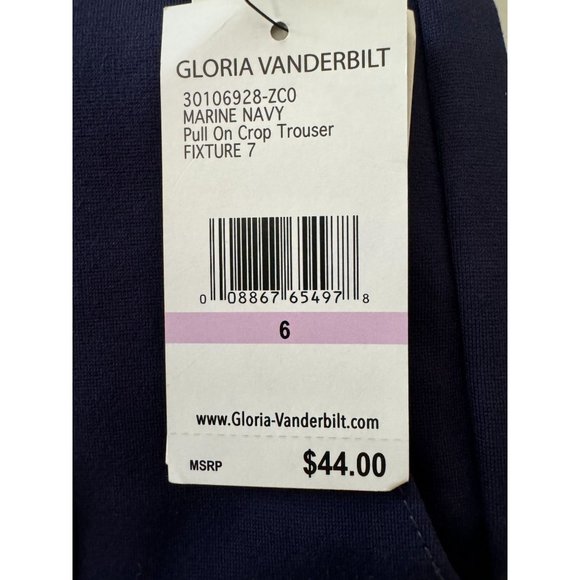 GLORIA VANDERBILT
30106928-ZC0
MARINE NAVY
Pull On Crop Trouser
FIXTURE 7
0 08867 65497 8
6
www.Gloria-Vanderbilt.com
MSRP $44.00